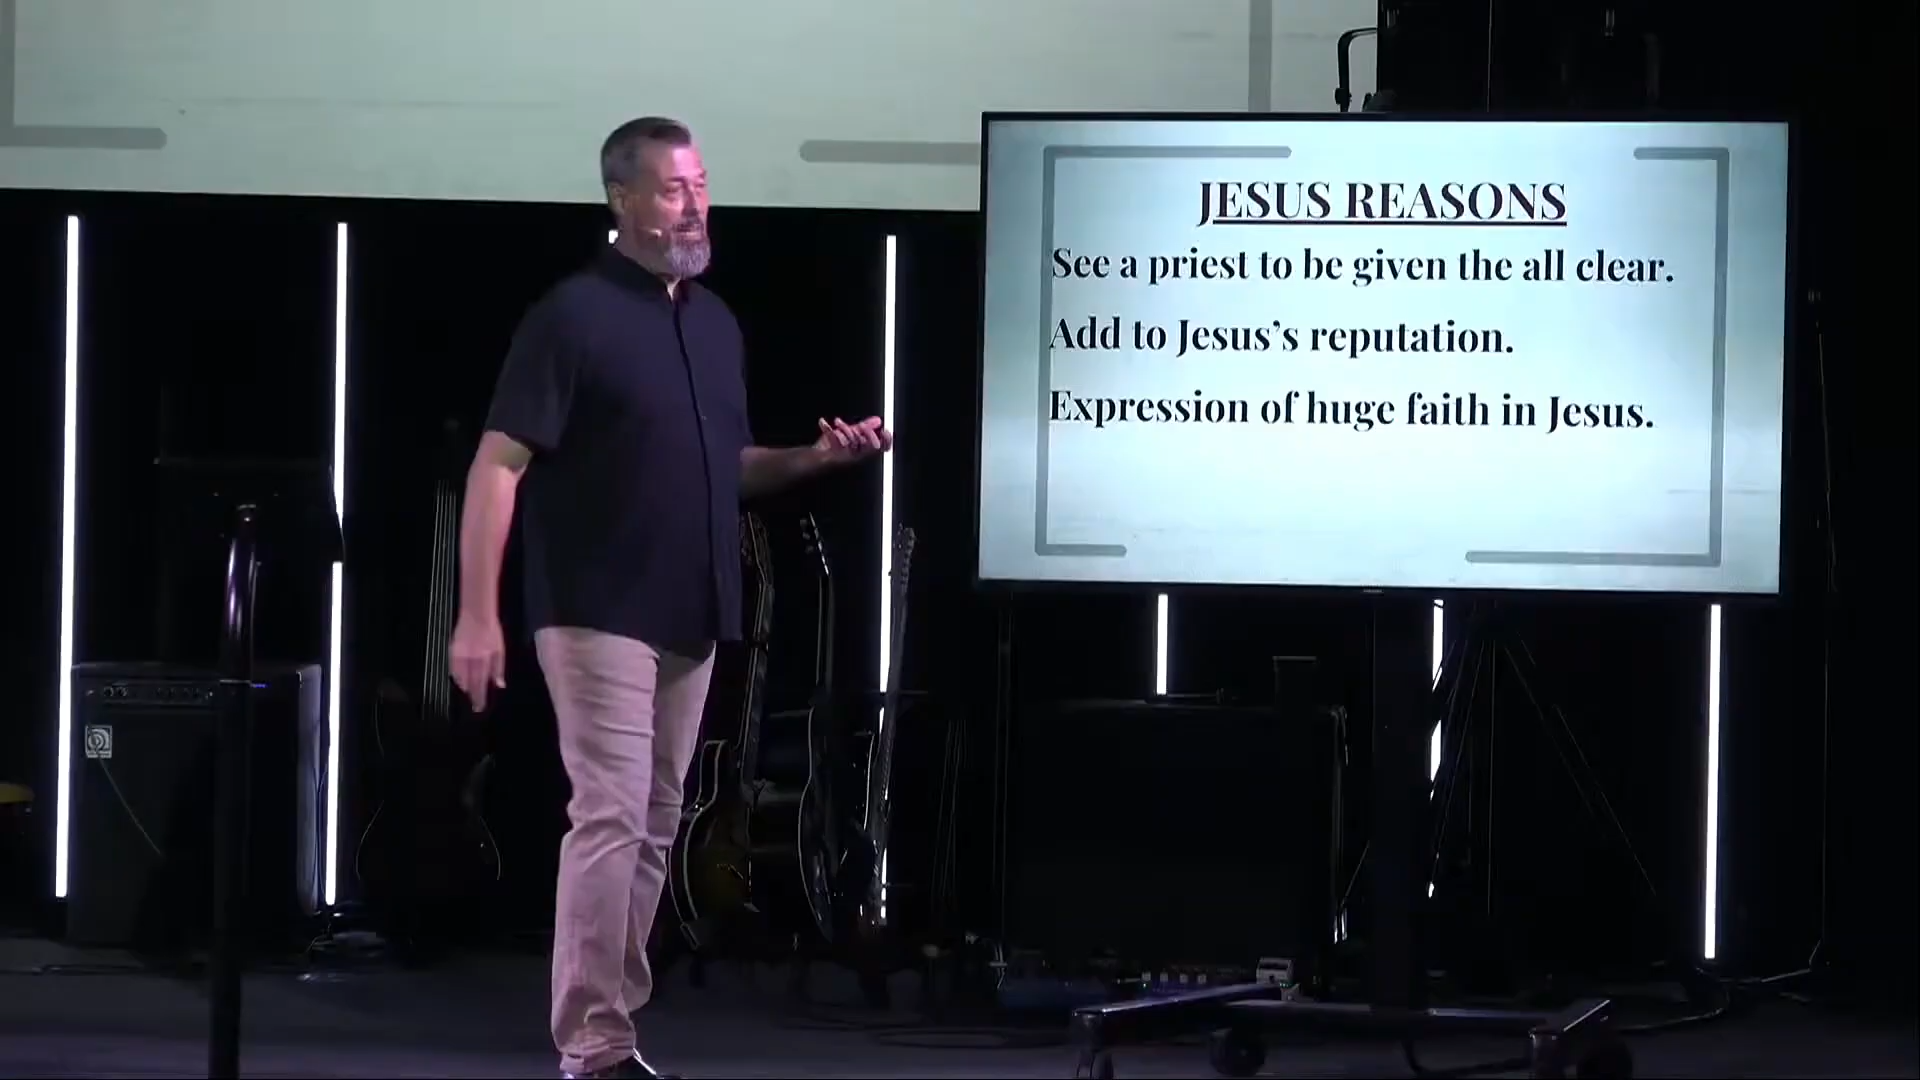 JESUS REASONS
See a priest to be given the all clear.
Add to Jesus’s reputation.
Expression of huge faith in Jesus.